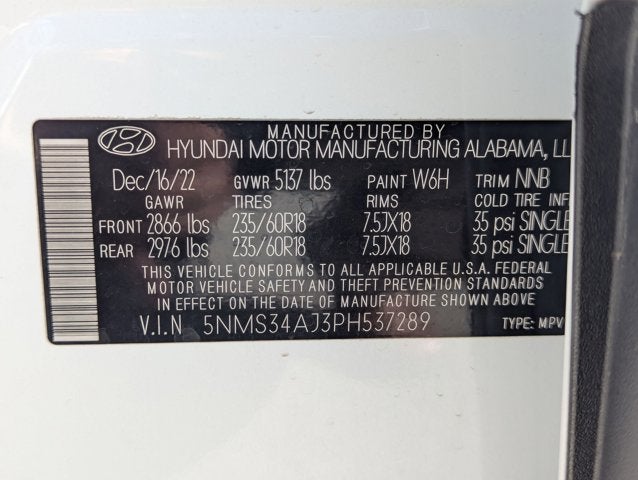 MANUFACTURED BY
HYUNDAI MOTOR MANUFACTURING ALABAMA, LL
Dec/16/22 GVWR 5137 lbs PAINT W6H TRIM NNB
GAWR TIRES RIMS COLD TIRE INF
FRONT 2866 lbs 235/60R18 7.5JX18 35 psi SINGLE
REAR 2976 lbs 235/60R18 7.5JX18 35 psi SINGLE
THIS VEHICLE CONFORMS TO ALL APPLICABLE U.S.A. FEDERAL
MOTOR VEHICLE SAFETY AND THEFT PREVENTION STANDARDS
IN EFFECT ON THE DATE OF MANUFACTURE SHOWN ABOVE
V.I.N 5NMS34AJ3PH537289 TYPE: MPV